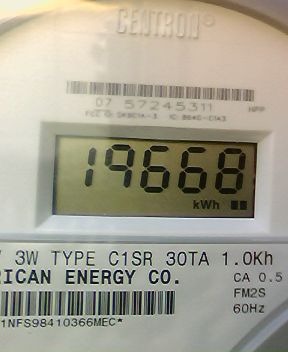 CENTRON®
07 57245311
19668
kWh
3W TYPE C1SR 30TA 1.0Kh
RICAN ENERGY CO.
CA 0.5
FM2S
60Hz
1NFS98410366MEC*